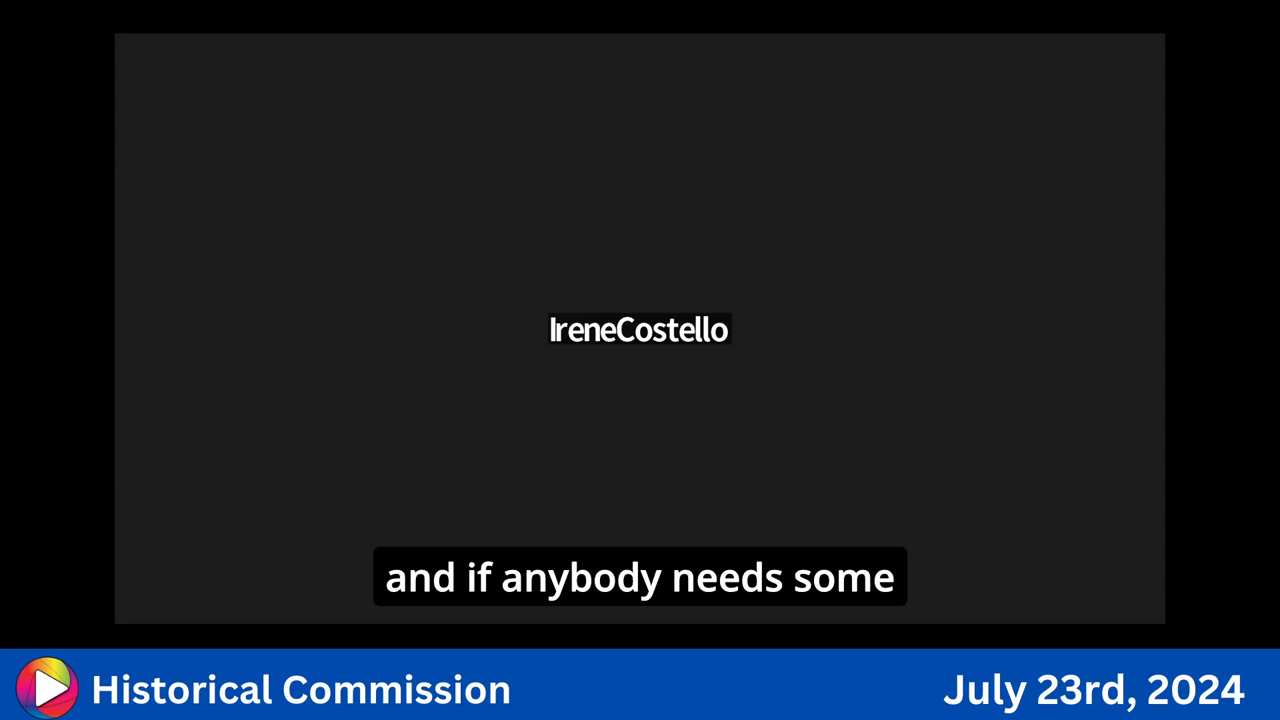 IreneCostello
and if anybody needs some
Historical Commission
July 23rd, 2024